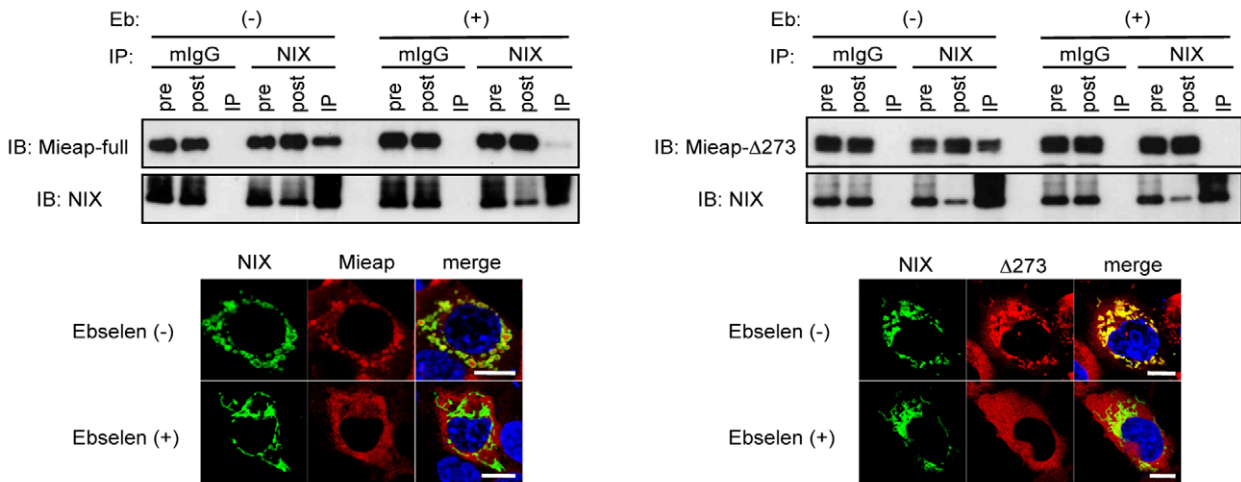 Eb: (-) (+)
IP: mIgG NIX mIgG NIX
pre post IP pre post IP pre post IP pre post IP
IB: Mieap-full
IB: NIX
NIX Mieap merge
Ebselen (-)
Ebselen (+)
Eb: (-) (+)
IP: mIgG NIX mIgG NIX
pre post IP pre post IP pre post IP pre post IP
IB: Mieap-Δ273
IB: NIX
NIX Δ273 merge
Ebselen (-)
Ebselen (+)